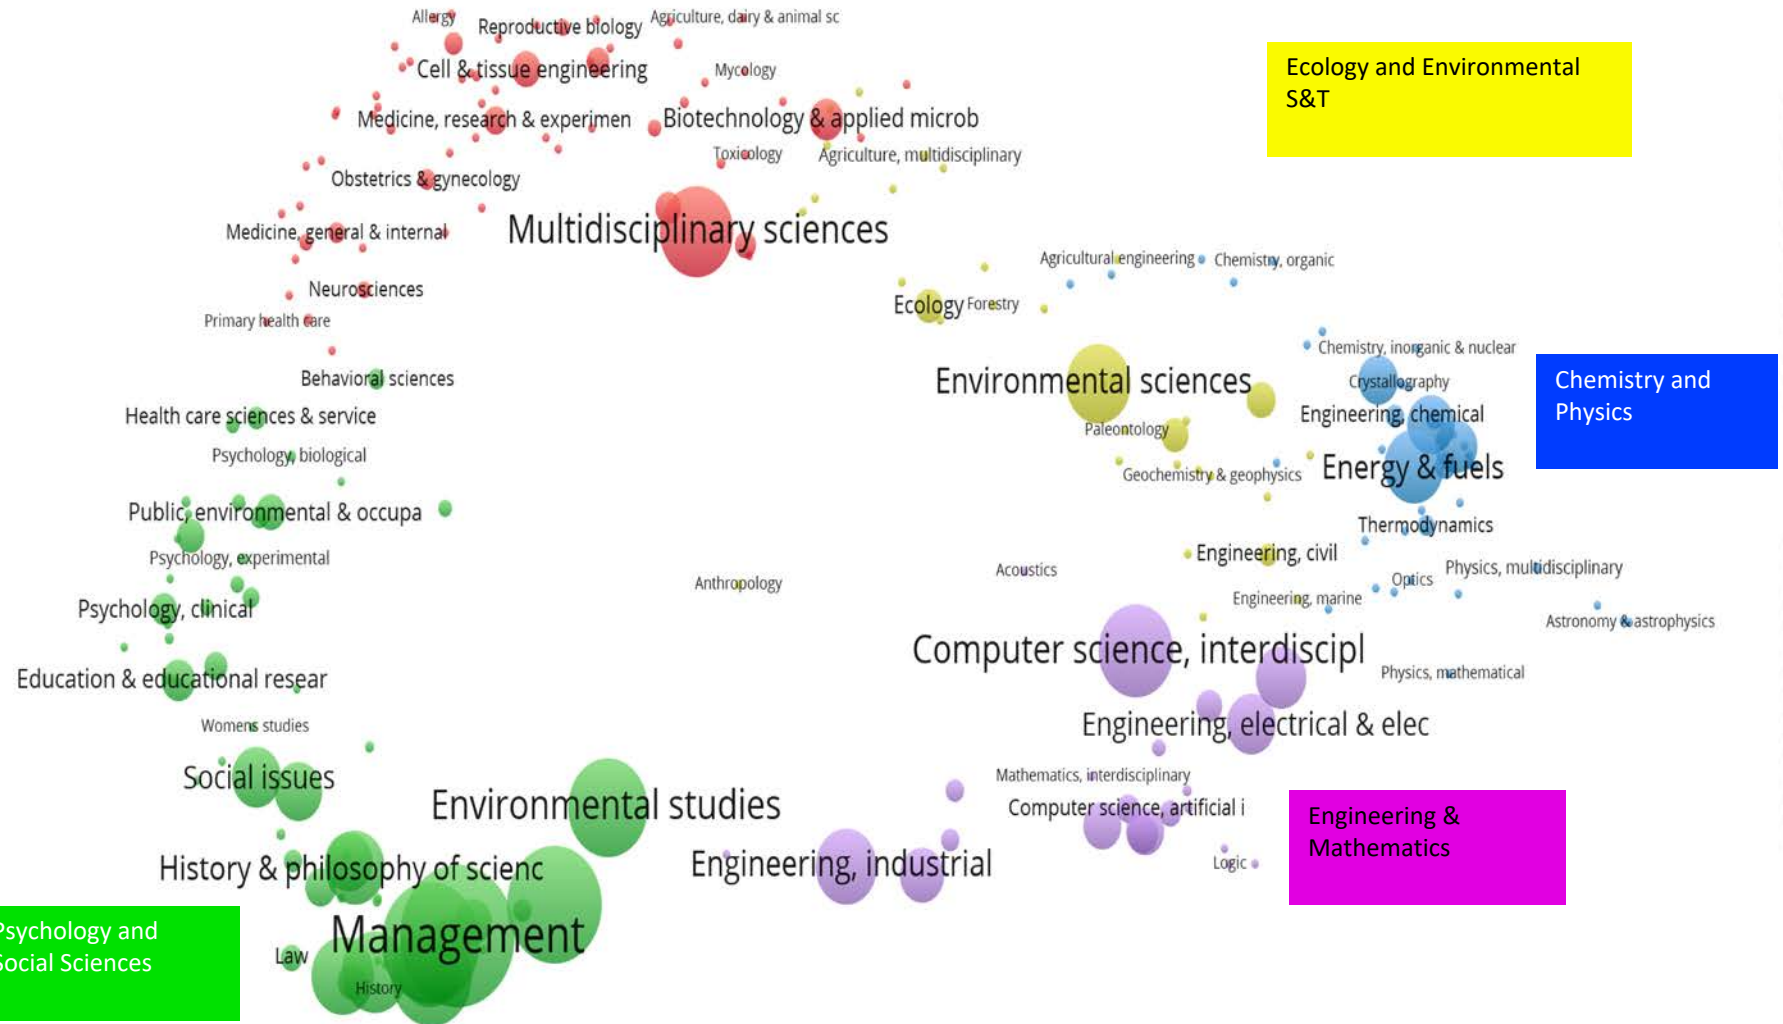 Allergy
Reproductive biology
Agriculture, dairy & animal sc
Cell & tissue engineering
Mycology
Ecology and Environmental
S&T
Medicine, research & experimen
Biotechnology & applied microb
Toxicology
Agriculture, multidisciplinary
Obstetrics & gynecology
Medicine, general & internal
Multidisciplinary sciences
Agricultural engineering
Chemistry, organic
Neurosciences
Ecology
Forestry
Primary health care
Chemistry, inorganic & nuclear
Behavioral sciences
Environmental sciences
Crystallography
Chemistry and
Physics
Health care sciences & service
Engineering, chemical
Paleontology
Psychology, biological
Geochemistry & geophysics
Energy & fuels
Public, environmental & occupa
Thermodynamics
Psychology, experimental
Engineering, civil
Anthropology
Acoustics
Optics
Physics, multidisciplinary
Psychology, clinical
Engineering, marine
Astronomy & astrophysics
Computer science, interdiscipl
Education & educational resear
Physics, mathematical
Womens studies
Engineering, electrical & elec
Social issues
Environmental studies
Mathematics, interdisciplinary
Computer science, artificial i
Engineering &
Mathematics
History & philosophy of scienc
Engineering, industrial
Logic
Psychology and
Social Sciences
Management
Law
History